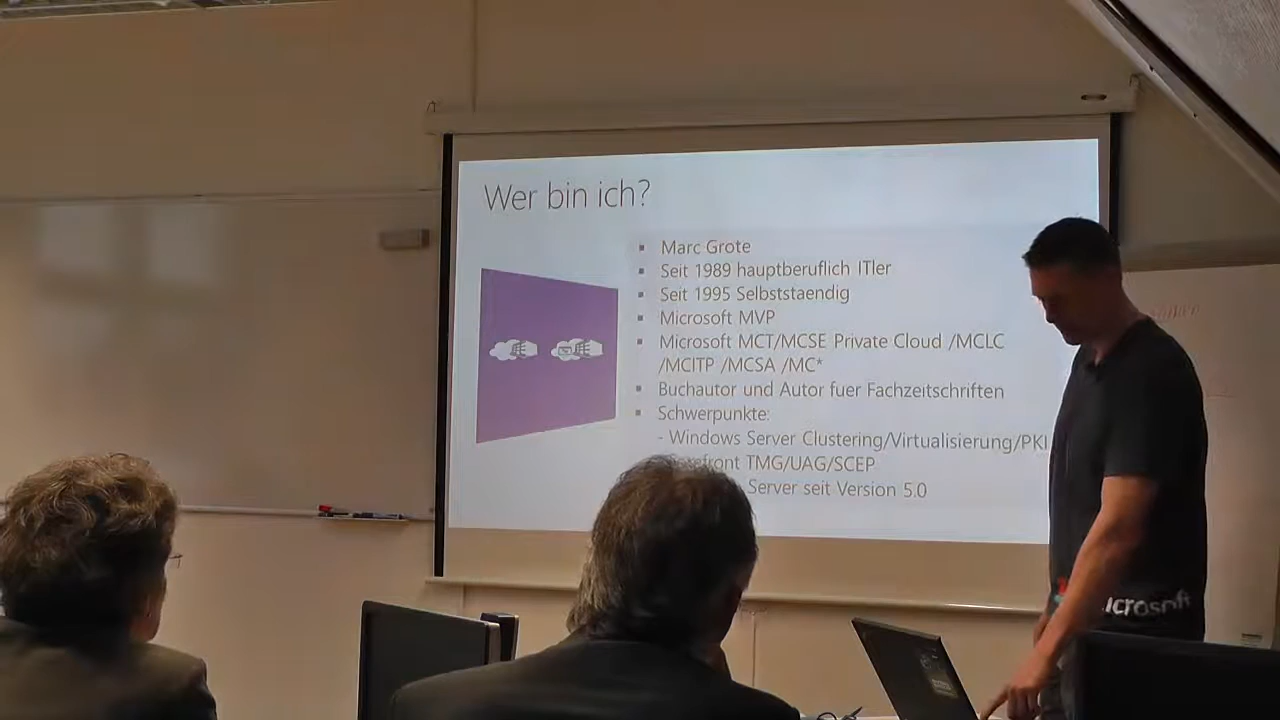 Wer bin ich?
Marc Grote
Seit 1989 hauptberuflich ITler
Seit 1995 Selbststaendig
Microsoft MVP
Microsoft MCT/MCSE Private Cloud /MCLC
/MCITP /MCSA /MC*
Buchautor und Autor fuer Fachzeitschriften
Schwerpunkte:
- Windows Server Clustering/Virtualisierung/PKI
TMG/UAG/SCEP
Server seit Version 5.0
icrosoft